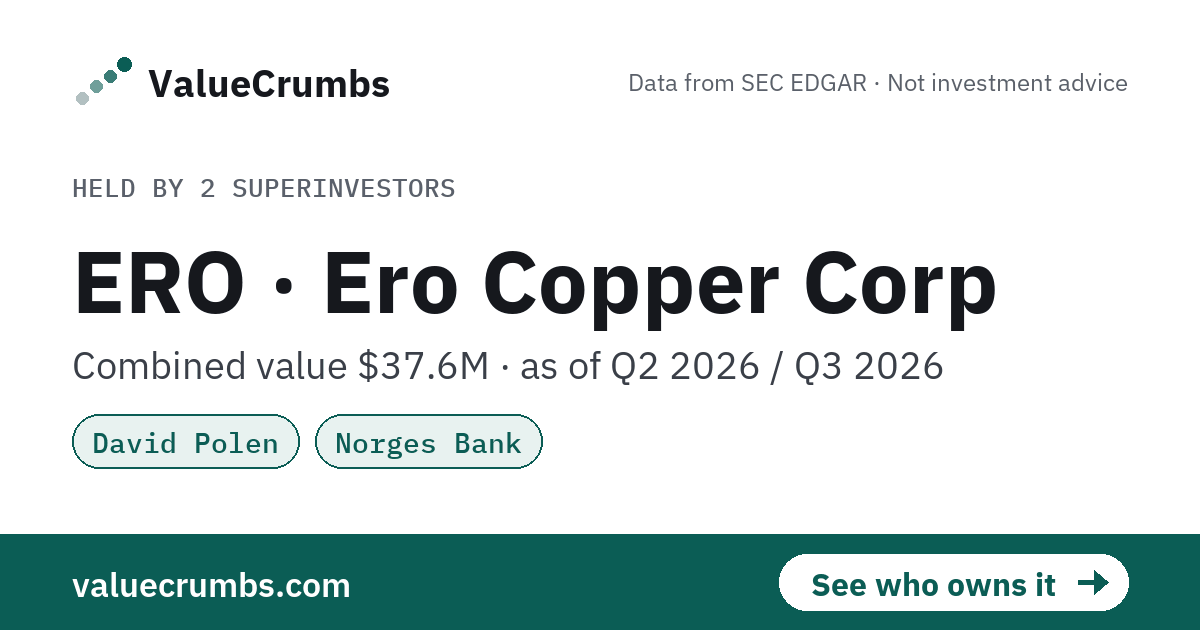 ValueCrumbs
Data from SEC EDGAR · Not investment advice
HELD BY 2 SUPERINVESTORS
ERO · Ero Copper Corp
Combined value $37.6M · as of Q2 2026 / Q3 2026
David Polen
Norges Bank
valuecrumbs.com
See who owns it